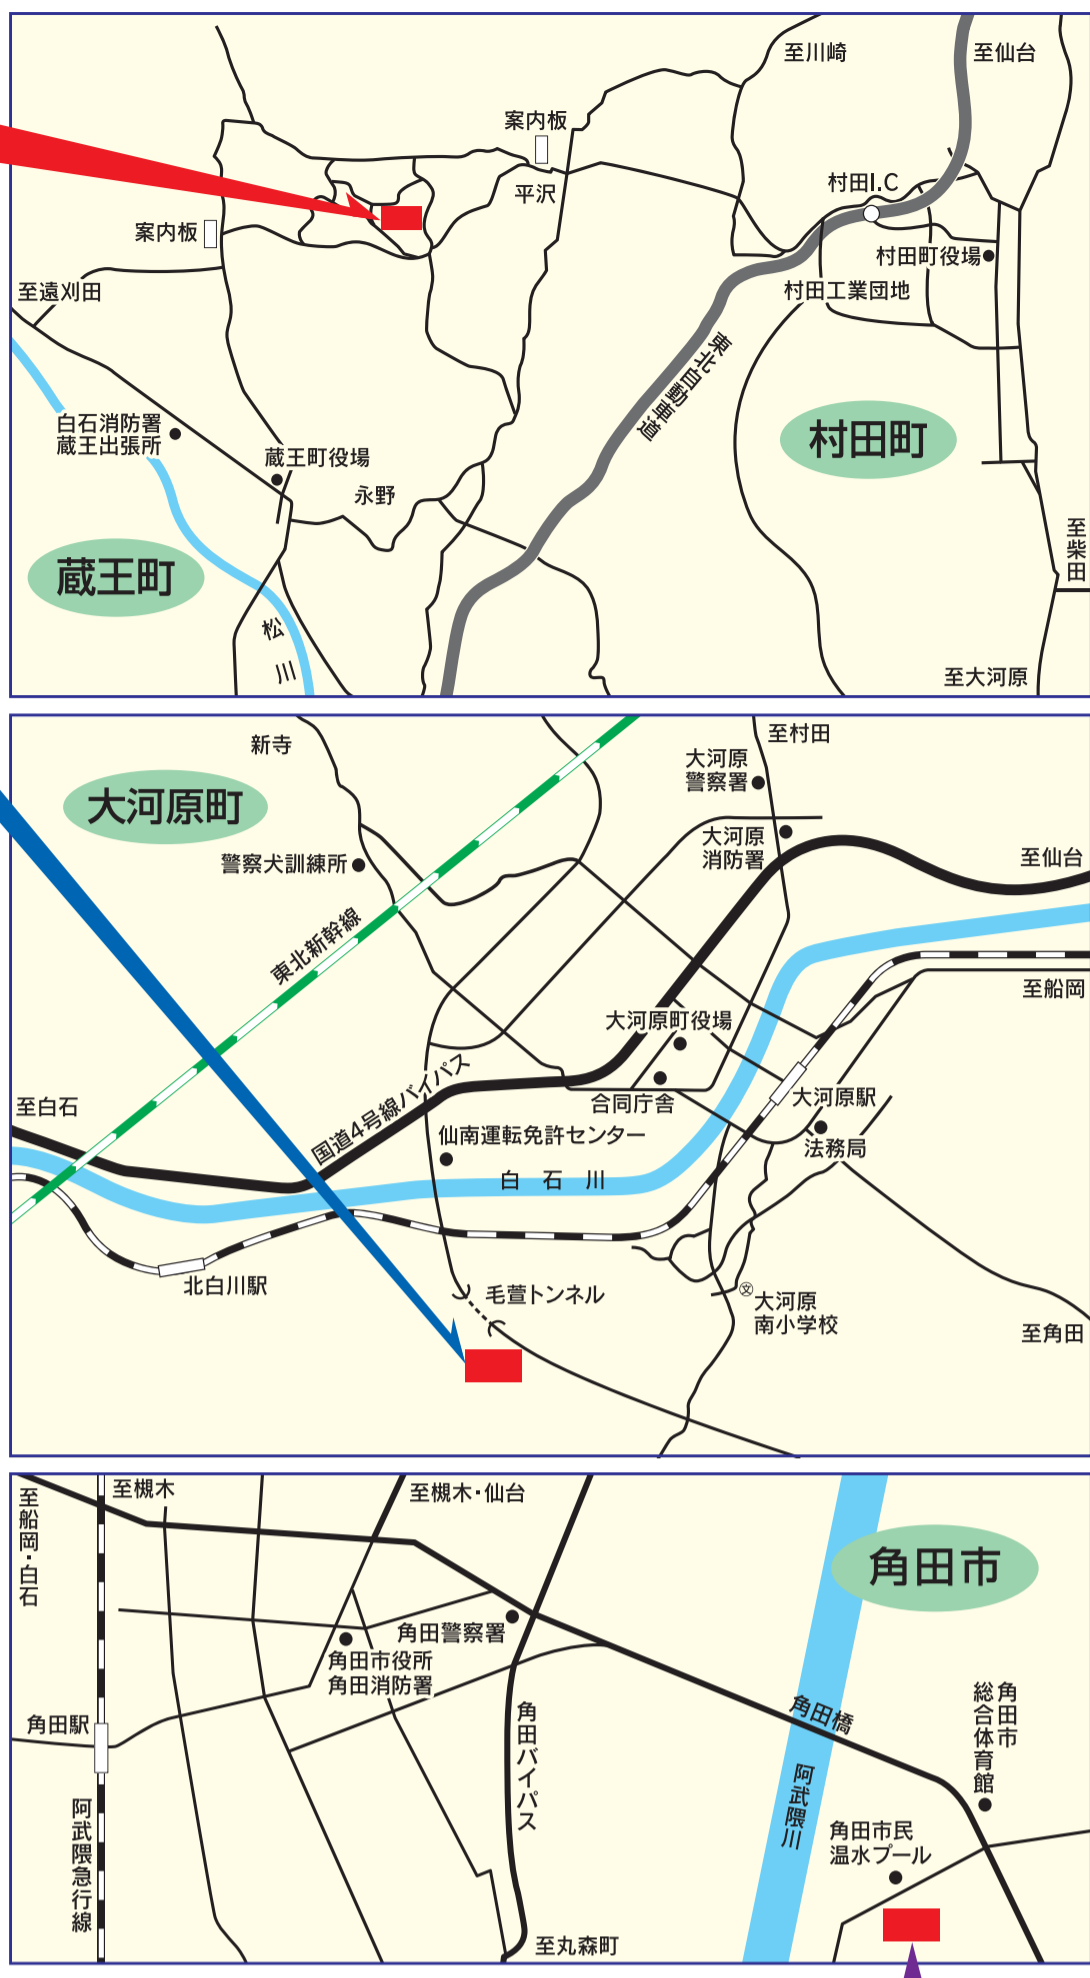 至川崎
至仙台
案内板
平沢
村田I.C
案内板
村田町役場
至遠刈田
村田工業団地
東北自動車道
白石消防署
蔵王出張所
村田町
蔵王町役場
永野
至柴田
蔵王町
松川
至大河原
新寺
至村田
大河原
警察署
大河原町
大河原
消防署
警察犬訓練所
至仙台
東北新幹線
至船岡
大河原町役場
国道4号線バイパス
至白石
合同庁舎
大河原駅
仙南運転免許センター
法務局
白石川
北白川駅
毛萱トンネル
文
大河原
南小学校
至角田
至船岡・白石
至槻木
至槻木・仙台
角田市
角田警察署
角田市役所
角田消防署
角田駅
角田バイパス
角田橋
角田市
総合体育館
阿武隈川
阿武隈急行線
角田市民
温水プール
至丸森町